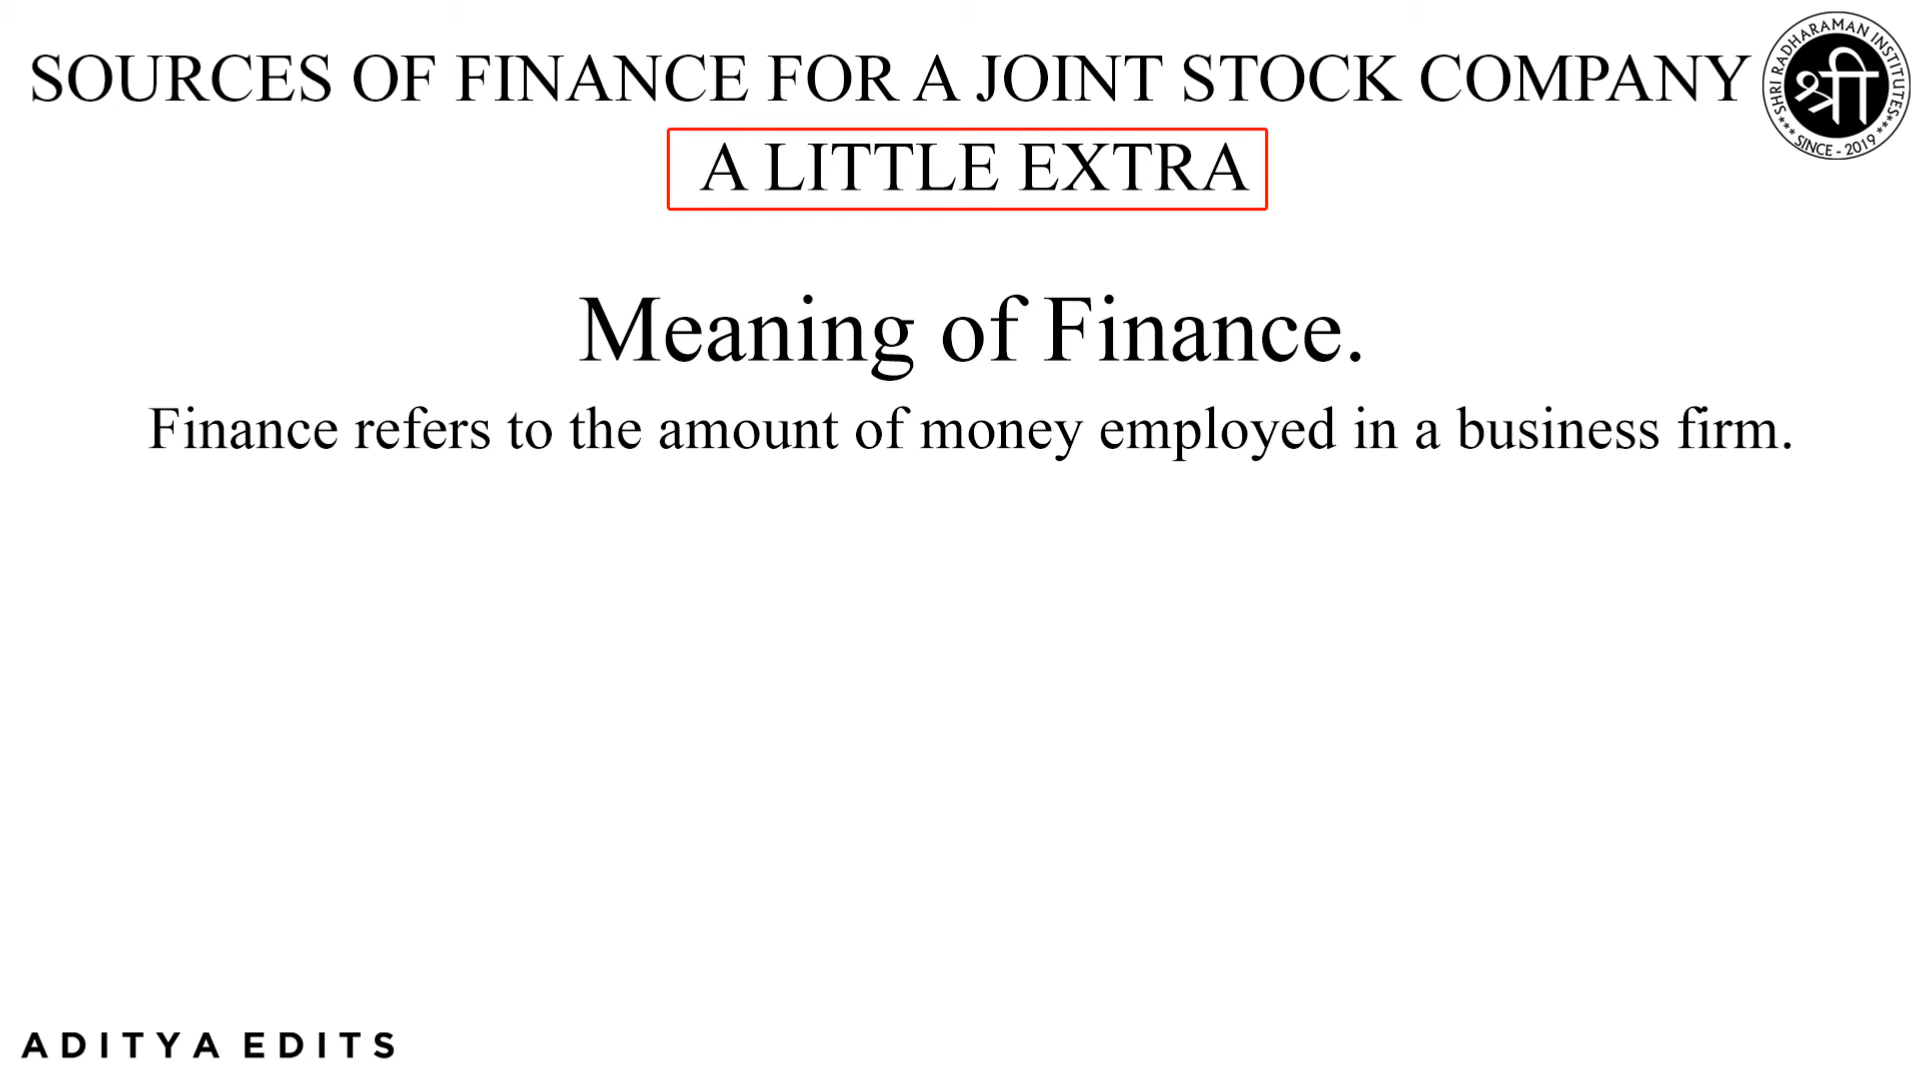 SOURCES OF FINANCE FOR A JOINT STOCK COMPANY
SHRI RADHARAMAN INSTITUTES
श्री
*** SINCE - 2019 ***
A LITTLE EXTRA
Meaning of Finance.
Finance refers to the amount of money employed in a business firm.
ADITYA EDITS